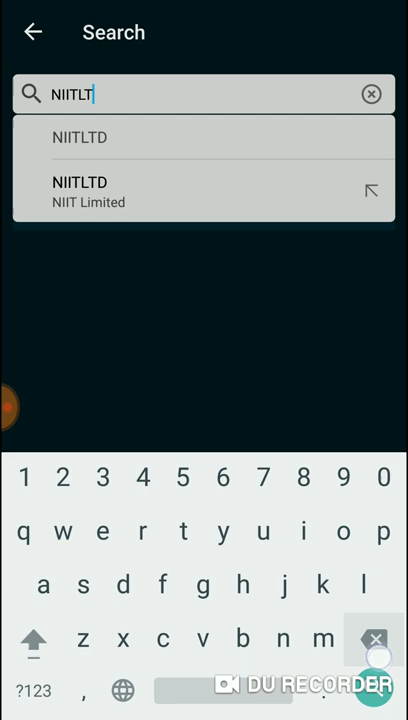 Search
NIITLT
NIITLTD
NIITLTD
NIIT Limited
1 2 3 4 5 6 7 8 9 0
q w e r t y u i o p
a s d f g h j k l
z x c v b n m
?123 , .
DU RECORDER